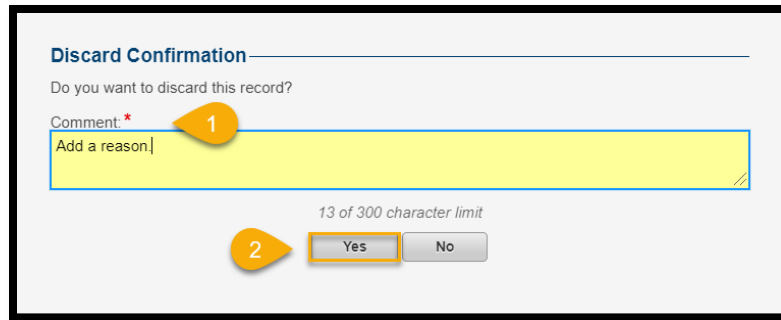 Discard Confirmation
Do you want to discard this record?
Comment: *
1
Add a reason.
13 of 300 character limit
2
Yes
No